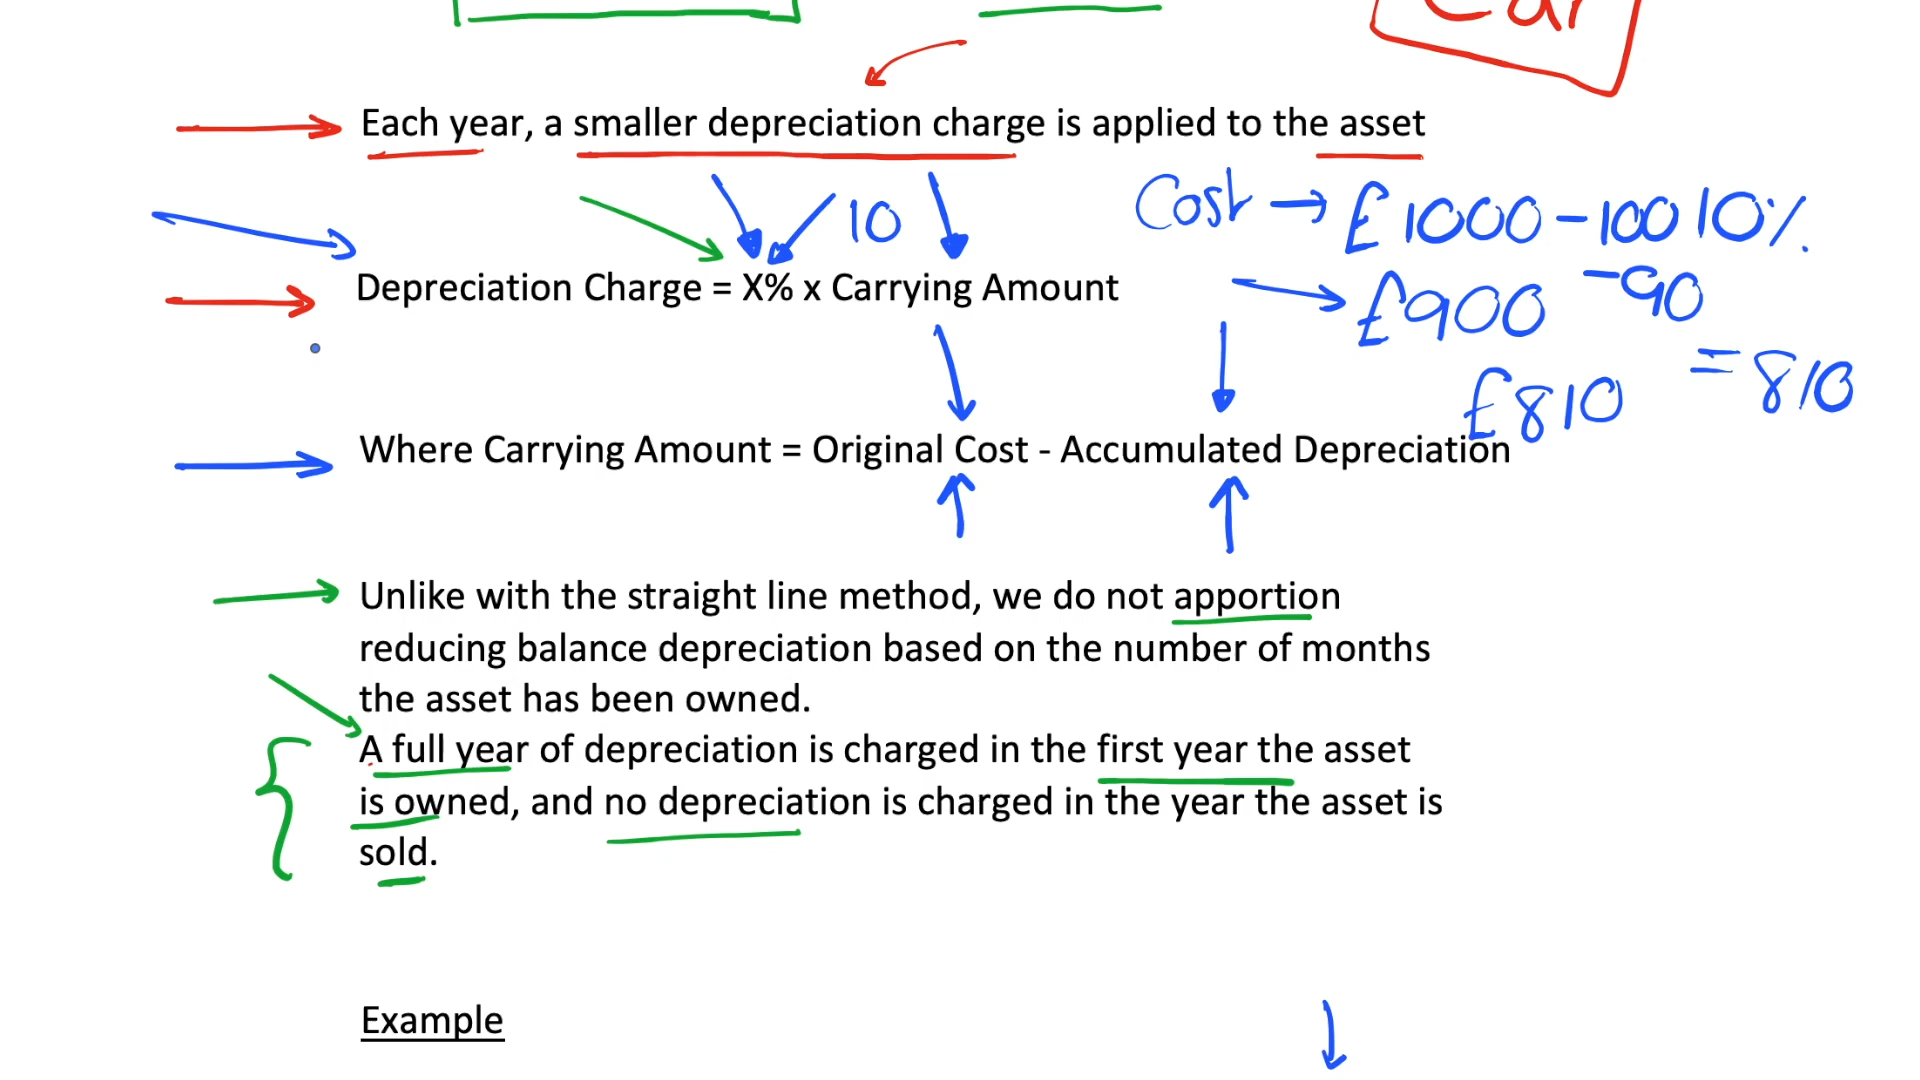 Car
Each year, a smaller depreciation charge is applied to the asset
Cost → £1000 - 100 10%
10
Depreciation Charge = X% x Carrying Amount
£900 - 90
= 810
£810
Where Carrying Amount = Original Cost - Accumulated Depreciation
Unlike with the straight line method, we do not apportion
reducing balance depreciation based on the number of months
the asset has been owned.
A full year of depreciation is charged in the first year the asset
is owned, and no depreciation is charged in the year the asset is
sold.
Example